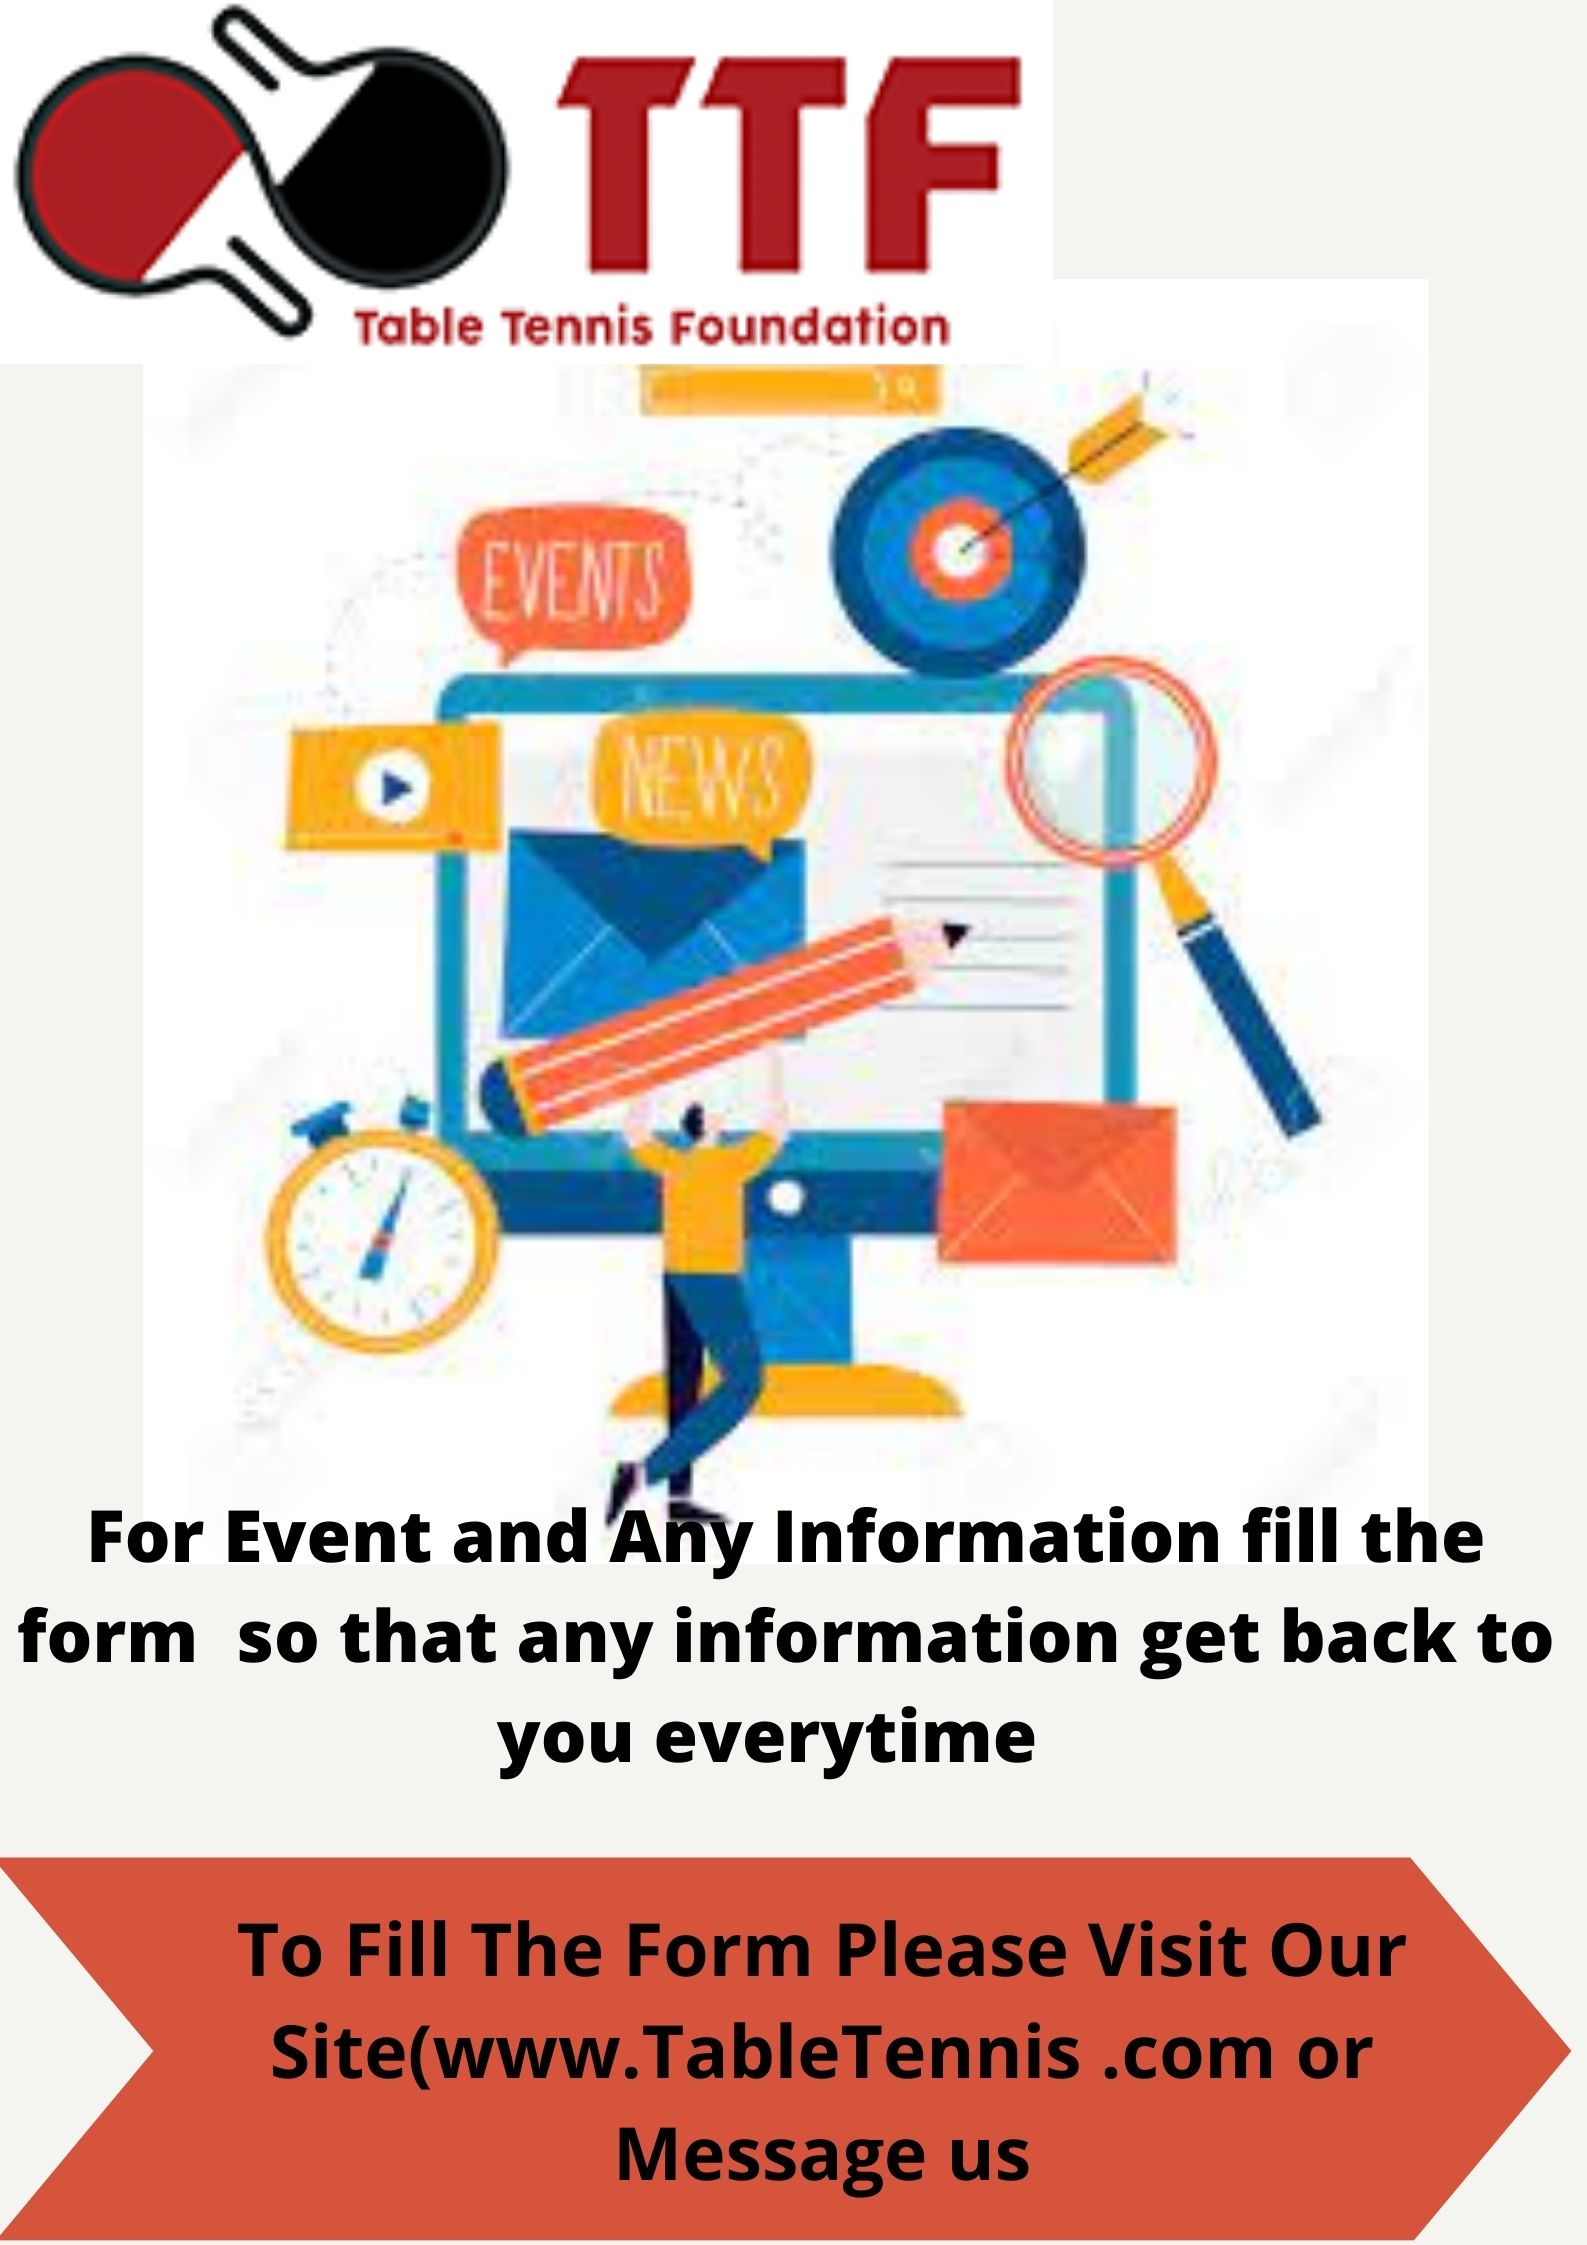 TTF
Table Tennis Foundation
EVENTS
NEWS
For Event and Any Information fill the
form  so that any information get back to
you everytime
To Fill The Form Please Visit Our
Site(www.TableTennis .com or
Message us